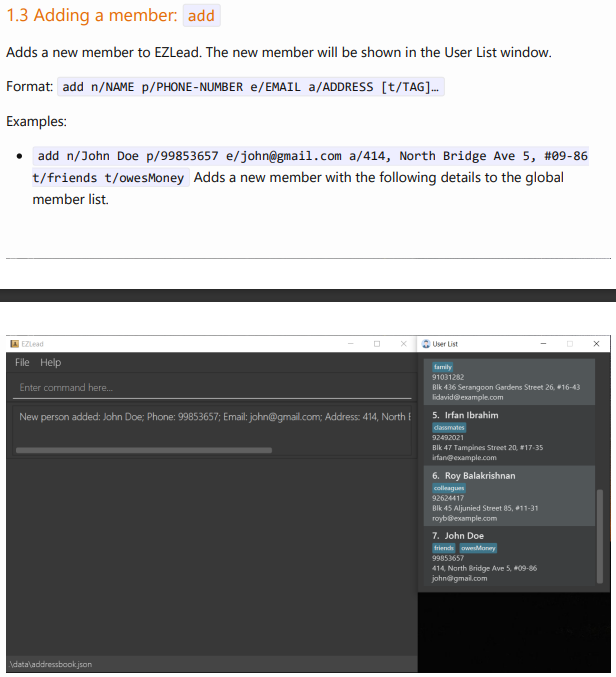 1.3 Adding a member: add
Adds a new member to EZLead. The new member will be shown in the User List window.
Format: add n/NAME p/PHONE-NUMBER e/EMAIL a/ADDRESS [t/TAG]…
Examples:
• add n/John Doe p/99853657 e/john@gmail.com a/414, North Bridge Ave 5, #09-86
t/friends t/owesMoney Adds a new member with the following details to the global
member list.
EZLead
File Help
Enter command here...
New person added: John Doe; Phone: 99853657; Email: john@gmail.com; Address: 414, North
.\data\addressbook.json
User List
family
91031282
Blk 436 Serangoon Gardens Street 26, #16-43
lidavid@example.com
5. Irfan Ibrahim
classmates
92492021
Blk 47 Tampines Street 20, #17-35
irfan@example.com
6. Roy Balakrishnan
colleagues
92624417
Blk 45 Aljunied Street 85, #11-31
royb@example.com
7. John Doe
friends owesMoney
99853657
414, North Bridge Ave 5, #09-86
john@gmail.com